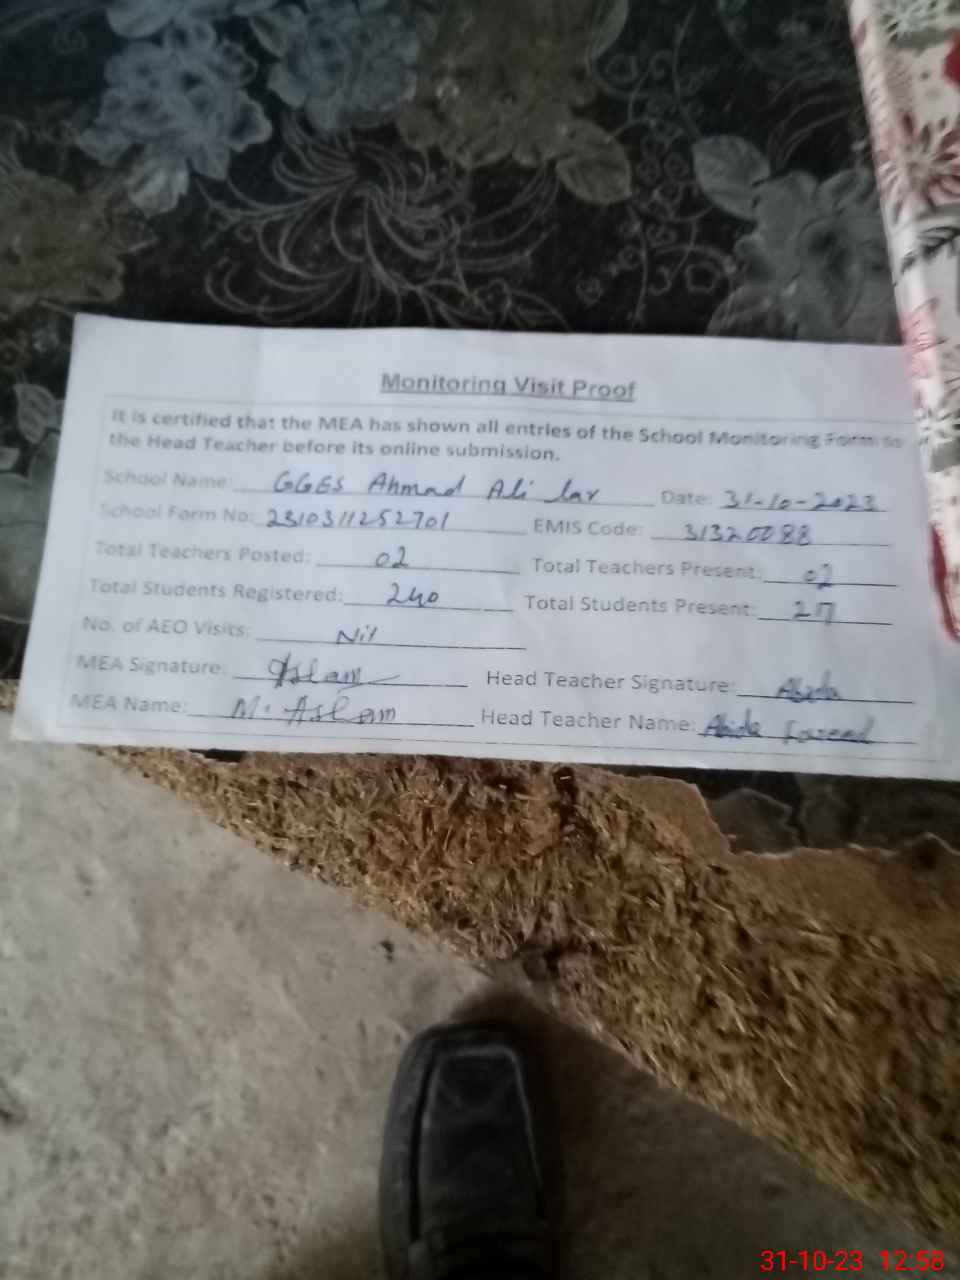 Monitoring Visit Proof
It is certified that the MEA has shown all entries of the School Monitoring Form to
the Head Teacher before its online submission.
School Name: GGES Ahmad Ali lar Date: 31-10-2023
School Form No: 2310311252701 EMIS Code: 31320088
Total Teachers Posted: 02 Total Teachers Present: 02
Total Students Registered: 240 Total Students Present:
No. of AEO Visits: Nil
MEA Signature: Aslam Head Teacher Signature: Abida
MEA Name: M. Aslam Head Teacher Name: Abida Fareed
31-10-23 12:58